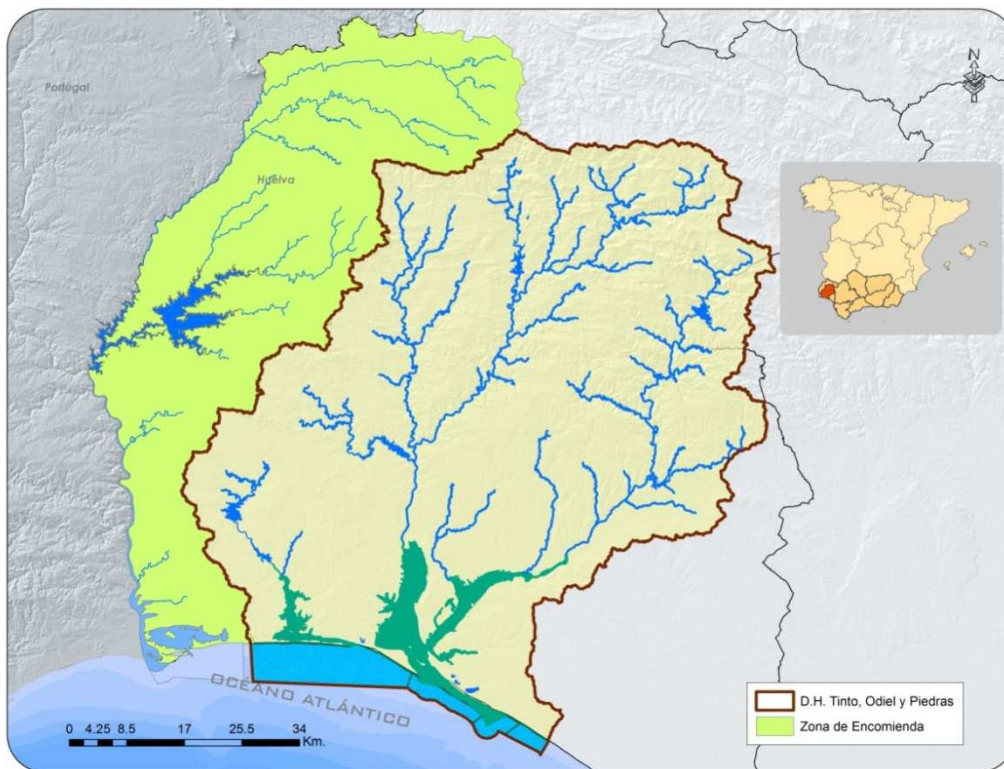 Portugal
N
Huelva
OCÉANO ATLÁNTICO
D.H. Tinto, Odiel y Piedras
Zona de Encomienda
0 4.25 8.5 17 25.5 34
Km.